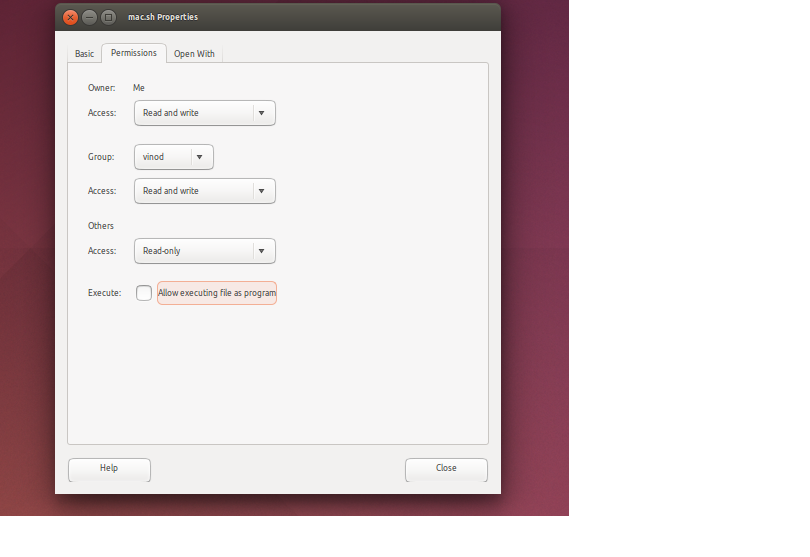 mac.sh Properties
Basic Permissions Open With
Owner: Me
Access: Read and write
Group: vinod
Access: Read and write
Others
Access: Read-only
Execute: Allow executing file as program
Help Close